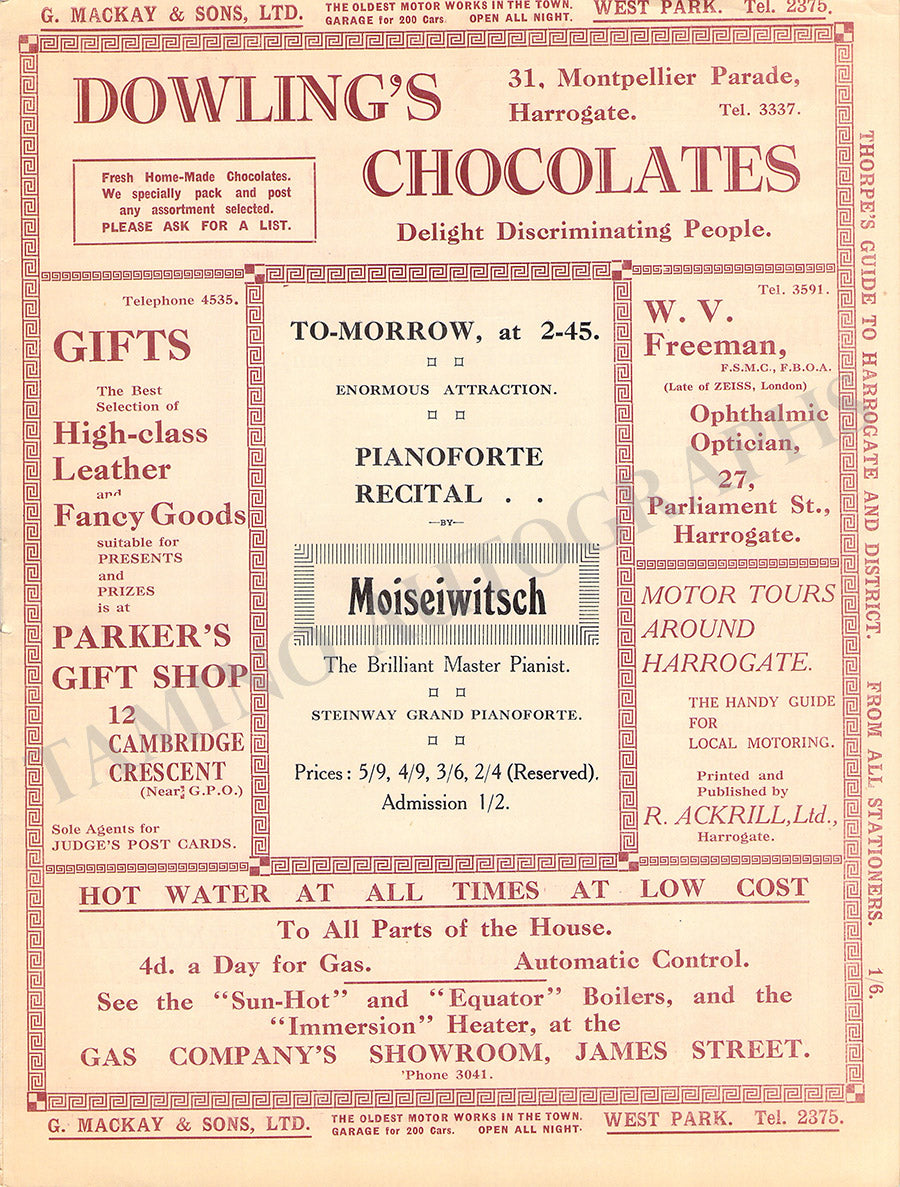 G. MACKAY & SONS, LTD. THE OLDEST MOTOR WORKS IN THE TOWN. WEST PARK. Tel. 2375.
GARAGE for 200 Cars. OPEN ALL NIGHT.
DOWLING'S
31, Montpellier Parade,
Harrogate. Tel. 3337.
CHOCOLATES
Fresh Home-Made Chocolates.
We specially pack and post
any assortment selected.
PLEASE ASK FOR A LIST.
Delight Discriminating People.
Telephone 4535.
GIFTS
The Best
Selection of
High-class
Leather
and
Fancy Goods
suitable for
PRESENTS
and
PRIZES
is at
PARKER'S
GIFT SHOP
12
CAMBRIDGE
CRESCENT
(Near G.P.O.)
Sole Agents for
JUDGE'S POST CARDS.
TO-MORROW, at 2-45.
ENORMOUS ATTRACTION.
PIANOFORTE
RECITAL . .
—BY—
Moiseiwitsch
The Brilliant Master Pianist.
STEINWAY GRAND PIANOFORTE.
Prices: 5/9, 4/9, 3/6, 2/4 (Reserved).
Admission 1/2.
Tel. 3591.
W. V.
Freeman,
F.S.M.C., F.B.O.A.
(Late of ZEISS, London)
Ophthalmic
Optician,
27,
Parliament St.,
Harrogate.
MOTOR TOURS
AROUND
HARROGATE.
THE HANDY GUIDE
FOR
LOCAL MOTORING.
Printed and
Published by
R. ACKRILL, Ltd.,
Harrogate.
THORPE'S GUIDE TO HARROGATE AND DISTRICT. FROM ALL STATIONERS. 1/6.
HOT WATER AT ALL TIMES AT LOW COST
To All Parts of the House.
4d. a Day for Gas. Automatic Control.
See the "Sun-Hot" and "Equator" Boilers, and the
"Immersion" Heater, at the
GAS COMPANY'S SHOWROOM, JAMES STREET.
'Phone 3041.
G. MACKAY & SONS, LTD. THE OLDEST MOTOR WORKS IN THE TOWN. WEST PARK. Tel. 2375.
GARAGE for 200 Cars. OPEN ALL NIGHT.
TAMINO AUTOGRAPHS